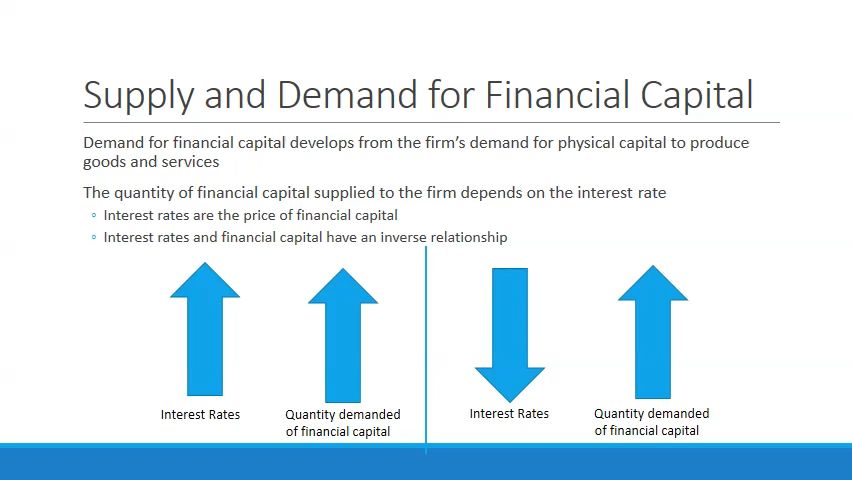 Supply and Demand for Financial Capital
Demand for financial capital develops from the firm's demand for physical capital to produce
goods and services
The quantity of financial capital supplied to the firm depends on the interest rate
◦ Interest rates are the price of financial capital
◦ Interest rates and financial capital have an inverse relationship
Interest Rates
Quantity demanded
of financial capital
Interest Rates
Quantity demanded
of financial capital